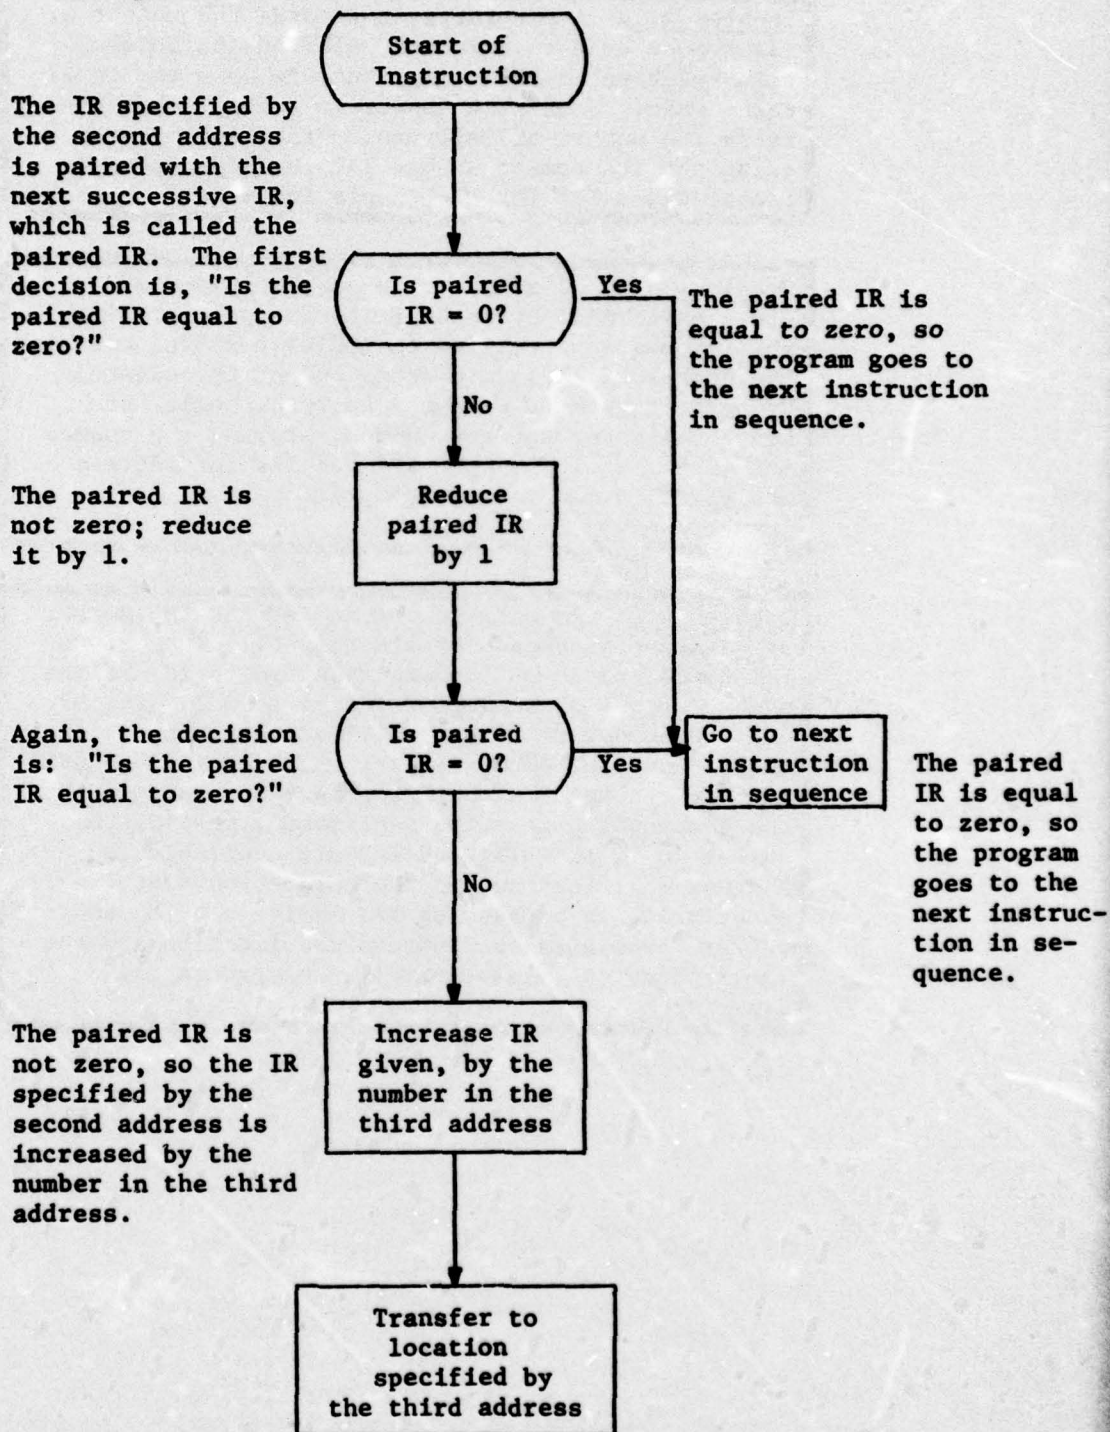 Start of
Instruction
The IR specified by
the second address
is paired with the
next successive IR,
which is called the
paired IR. The first
decision is, "Is the
paired IR equal to
zero?"
Is paired
IR = 0?
Yes
The paired IR is
equal to zero, so
the program goes to
the next instruction
in sequence.
No
The paired IR is
not zero; reduce
it by 1.
Reduce
paired IR
by 1
Again, the decision
is: "Is the paired
IR equal to zero?"
Is paired
IR = 0?
Yes
Go to next
instruction
in sequence
The paired
IR is equal
to zero, so
the program
goes to the
next instruc-
tion in se-
quence.
No
The paired IR is
not zero, so the IR
specified by the
second address is
increased by the
number in the third
address.
Increase IR
given, by the
number in the
third address
Transfer to
location
specified by
the third address